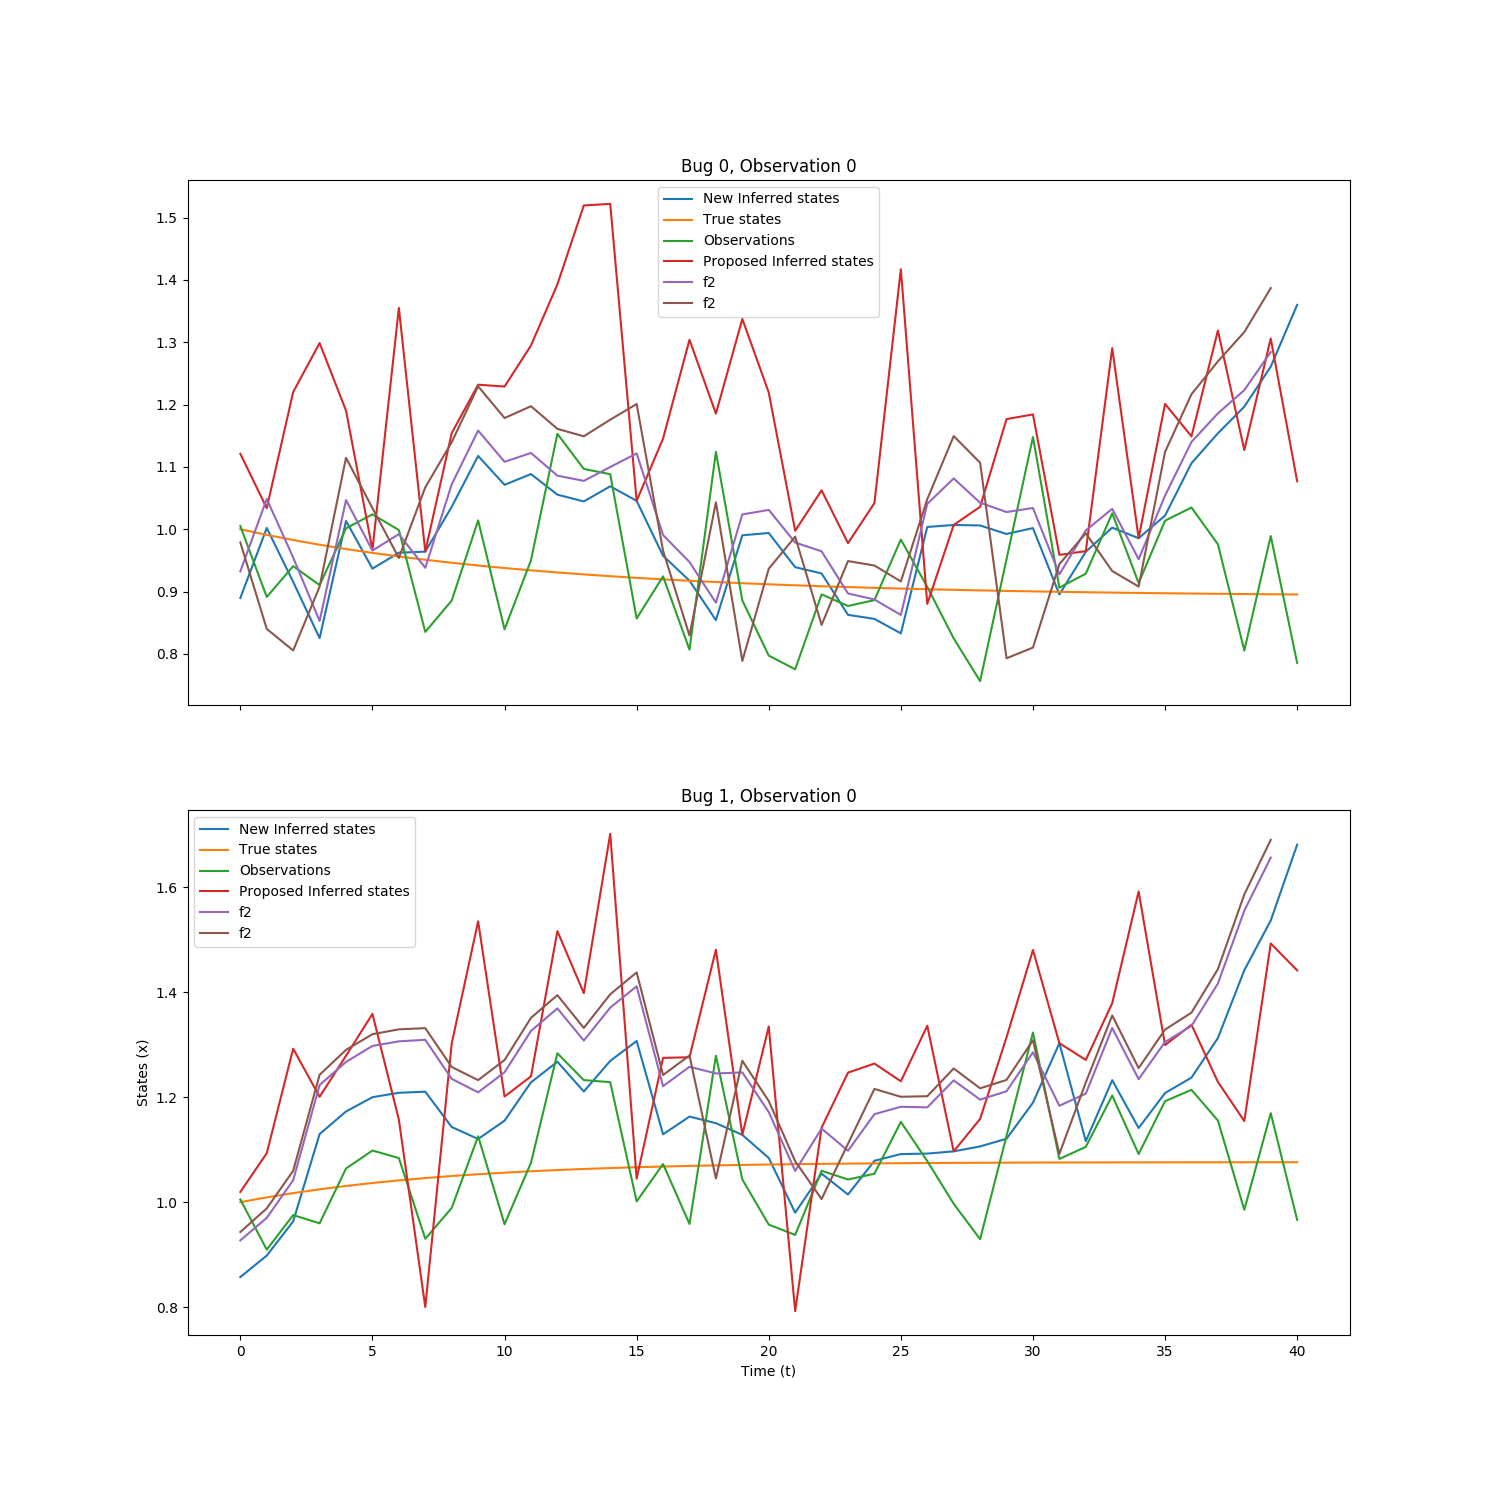 Bug 0, Observation 0
New Inferred states
True states
Observations
Proposed Inferred states
f2
f2
1.5
1.4
1.3
1.2
1.1
1.0
0.9
0.8
Bug 1, Observation 0
New Inferred states
True states
Observations
Proposed Inferred states
f2
f2
1.6
1.4
1.2
1.0
0.8
States (x)
0 5 10 15 20 25 30 35 40
Time (t)